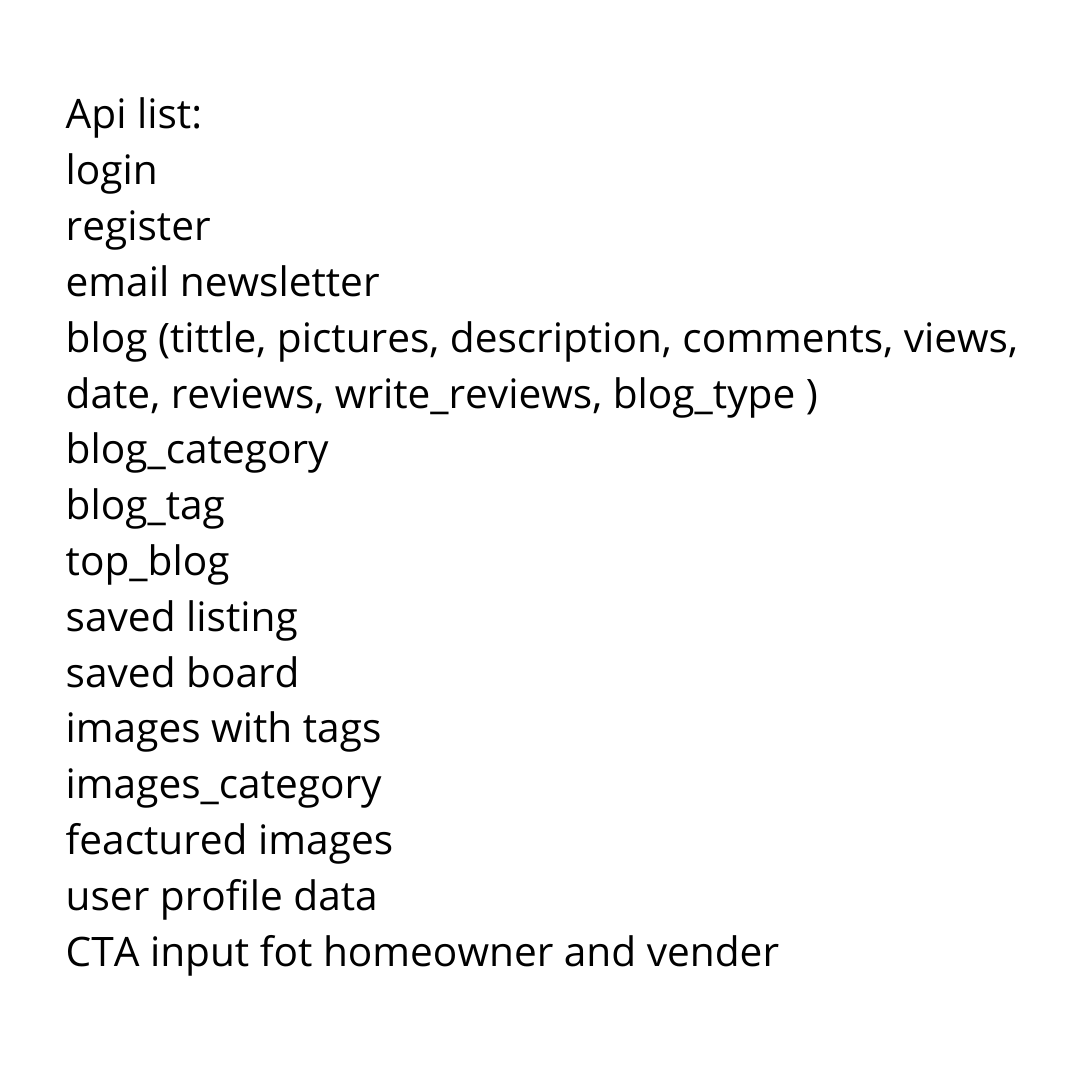 Api list:
login
register
email newsletter
blog (tittle, pictures, description, comments, views,
date, reviews, write_reviews, blog_type )
blog_category
blog_tag
top_blog
saved listing
saved board
images with tags
images_category
feactured images
user profile data
CTA input fot homeowner and vender